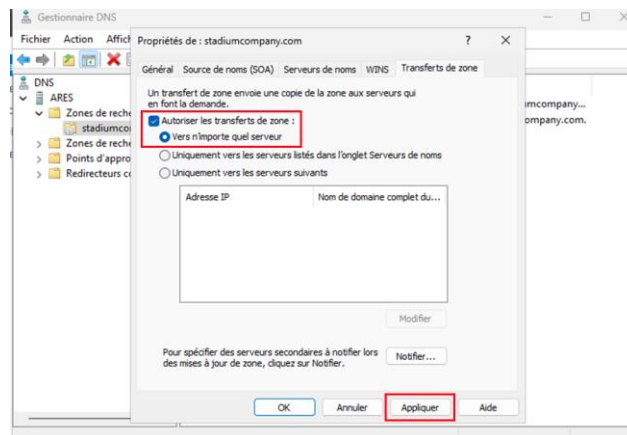 Gestionnaire DNS
Fichier Action Affich
Propriétés de : stadiumcompany.com ? ×
Général Source de noms (SOA) Serveurs de noms WINS Transferts de zone
DNS
ARES
Zones de reche
stadiumco
Zones de reche
Points d'appro
Redirecteurs co
Un transfert de zone envoie une copie de la zone aux serveurs qui
en font la demande.
Autoriser les transferts de zone :
Vers n'importe quel serveur
Uniquement vers les serveurs listés dans l'onglet Serveurs de noms
Uniquement vers les serveurs suivants
Adresse IP Nom de domaine complet du...
Modifier
Pour spécifier des serveurs secondaires à notifier lors
des mises à jour de zone, cliquez sur Notifier.
Notifier...
OK Annuler Appliquer Aide
mcompany...
ompany.com.